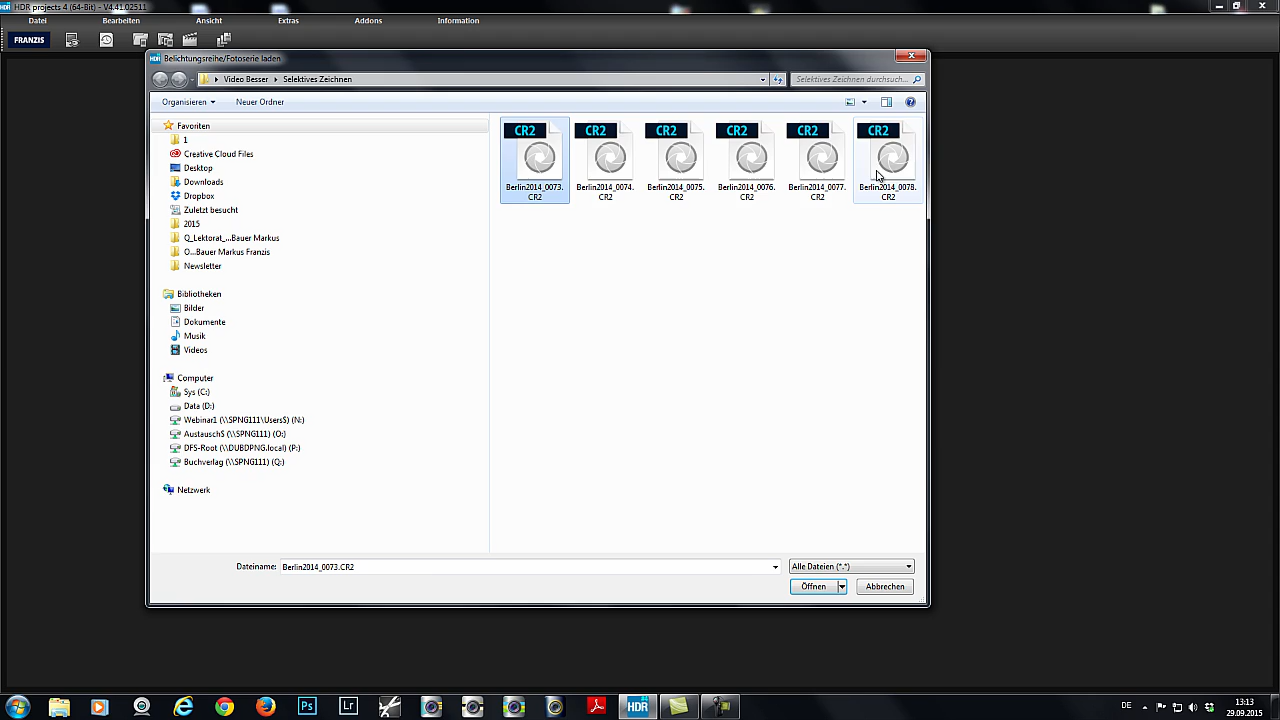 HDR projects 4 (64-Bit) - V4.41.02511
Datei Bearbeiten Ansicht Extras Addons Information
FRANZIS
HDR Belichtungsreihe/Fotoserie laden
Video Besser Selektives Zeichnen Selektives Zeichnen durchsuch...
Organisieren Neuer Ordner
Favoriten
1
Creative Cloud Files
Desktop
Downloads
Dropbox
Zuletzt besucht
2015
Q_Lektorat_...Bauer Markus
O...Bauer Markus Franzis
Newsletter
Bibliotheken
Bilder
Dokumente
Musik
Videos
Computer
Sys (C:)
Data (D:)
Webinar1 (\\SPNG111\Users$) (N:)
Austausch$ (\\SPNG111) (O:)
DFS-Root (\\DUBDPNG.local) (P:)
Buchverlag (\\SPNG111) (Q:)
Netzwerk
CR2 CR2 CR2 CR2 CR2 CR2
Berlin2014_0073. Berlin2014_0074. Berlin2014_0075. Berlin2014_0076. Berlin2014_0077. Berlin2014_0078.
CR2 CR2 CR2 CR2 CR2 CR2
Dateiname: Berlin2014_0073.CR2 Alle Dateien (*.*)
Öffnen Abbrechen
Ps Lr HDR DE 13:13
29.09.2015